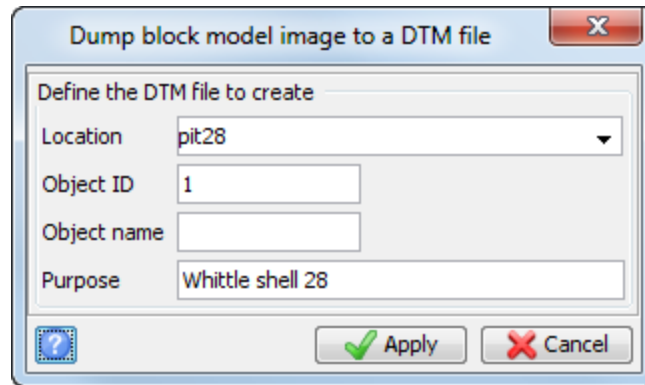 Dump block model image to a DTM file
Define the DTM file to create
Location pit28
Object ID 1
Object name
Purpose Whittle shell 28
? Apply Cancel